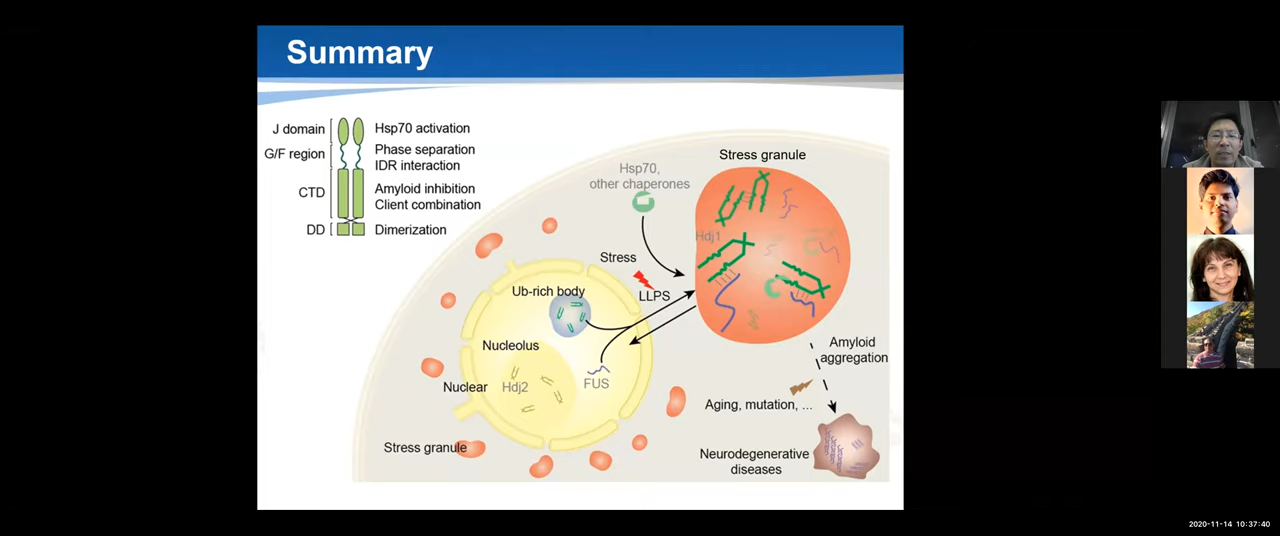 Summary
J domain
Hsp70 activation
G/F region
Phase separation
IDR interaction
CTD
Amyloid inhibition
Client combination
DD
Dimerization
Stress granule
Hsp70,
other chaperones
Hdj1
Stress
LLPS
Ub-rich body
Nucleolus
Nuclear
Hdj2
FUS
Amyloid
aggregation
Aging, mutation, ...
Stress granule
Neurodegenerative
diseases
2020-11-14 10:37:40